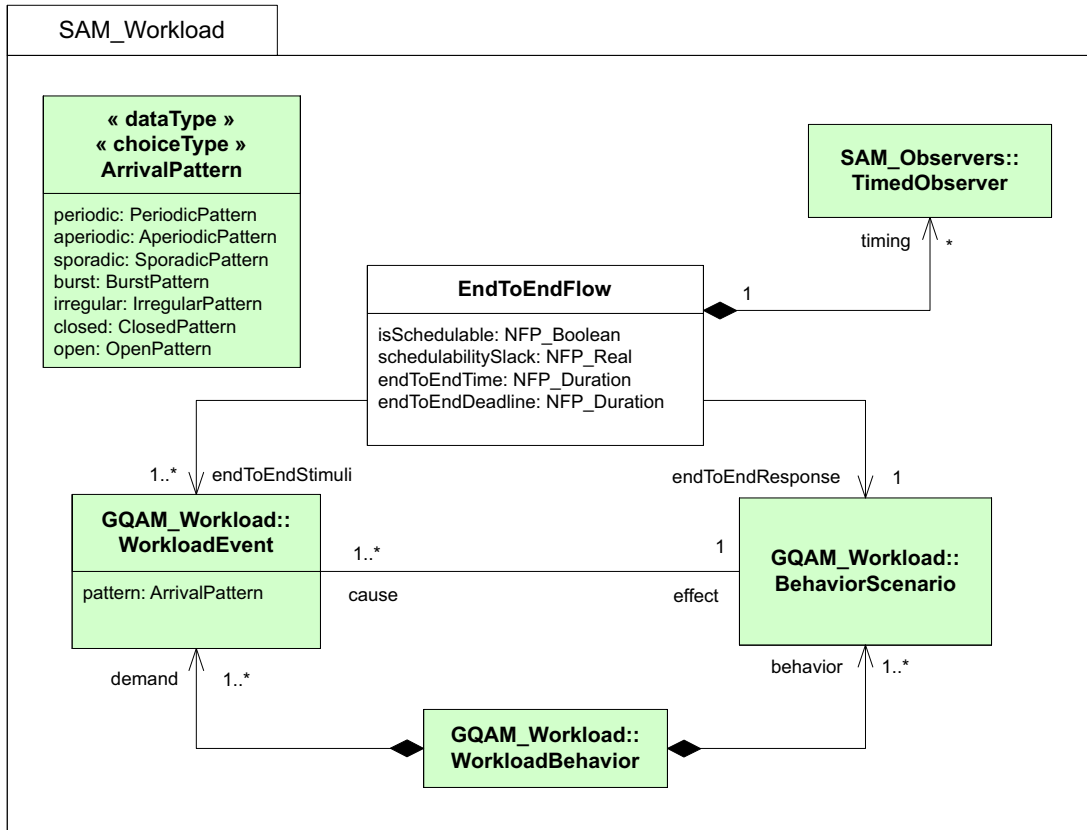 SAM_Workload
« dataType »
« choiceType »
ArrivalPattern
periodic: PeriodicPattern
aperiodic: AperiodicPattern
sporadic: SporadicPattern
burst: BurstPattern
irregular: IrregularPattern
closed: ClosedPattern
open: OpenPattern
SAM_Observers::
TimedObserver
timing
*
EndToEndFlow
1
isSchedulable: NFP_Boolean
schedulabilitySlack: NFP_Real
endToEndTime: NFP_Duration
endToEndDeadline: NFP_Duration
1..*
endToEndStimuli
endToEndResponse
1
GQAM_Workload::
WorkloadEvent
pattern: ArrivalPattern
1..*
cause
1
effect
GQAM_Workload::
BehaviorScenario
demand
1..*
behavior
1..*
GQAM_Workload::
WorkloadBehavior